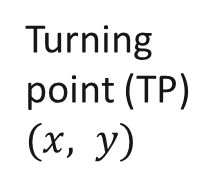 Turning
point (TP)
(x, y)